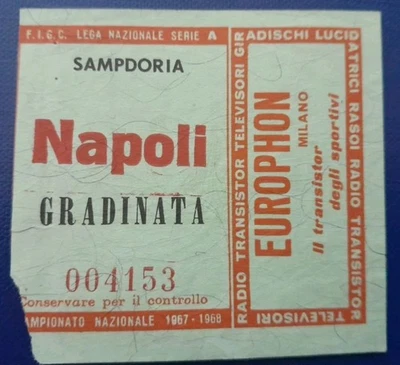 F.I.G.C. LEGA NAZIONALE SERIE A
SAMPDORIA
Napoli
GRADINATA
004153
Conservare per il controllo
CAMPIONATO NAZIONALE 1967-1968
RADIO TRANSISTOR TELEVISORI GIRADISCHI LUCIDATRICI RASOI RADIO TRANSISTOR TELEVISORI
EUROPHON
MILANO
Il transistor
degli sportivi